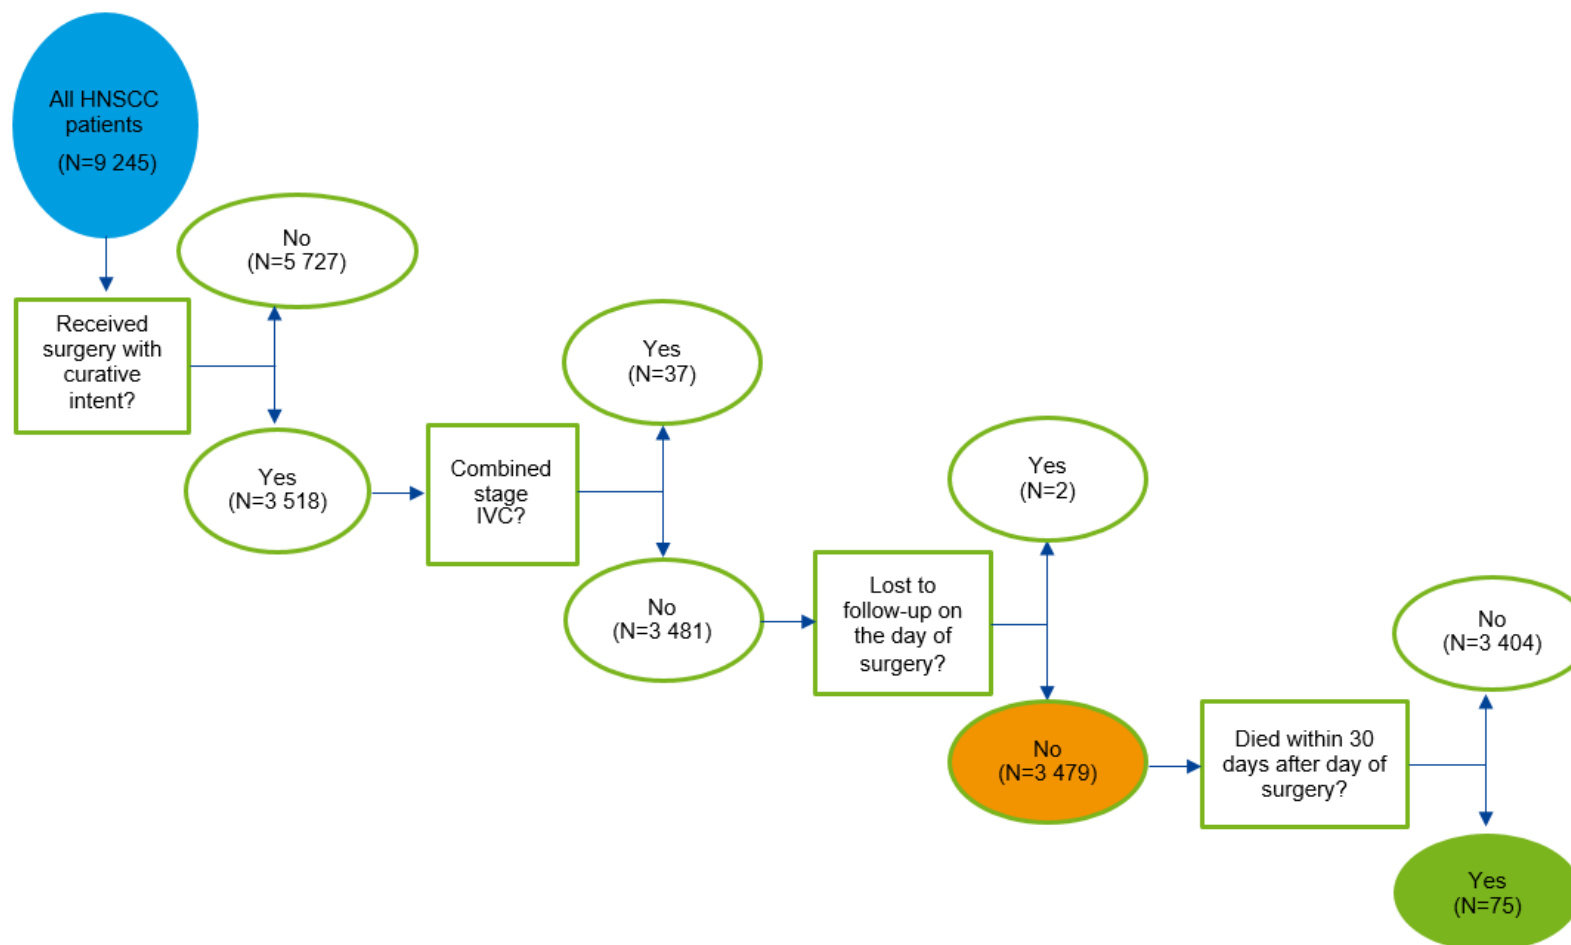 All HNSCC
patients
(N=9 245)
No
(N=5 727)
Received
surgery with
curative
intent?
Yes
(N=37)
Yes
(N=3 518)
Combined
stage
IVC?
Yes
(N=2)
No
(N=3 481)
Lost to
follow-up on
the day of
surgery?
No
(N=3 404)
No
(N=3 479)
Died within 30
days after day of
surgery?
Yes
(N=75)